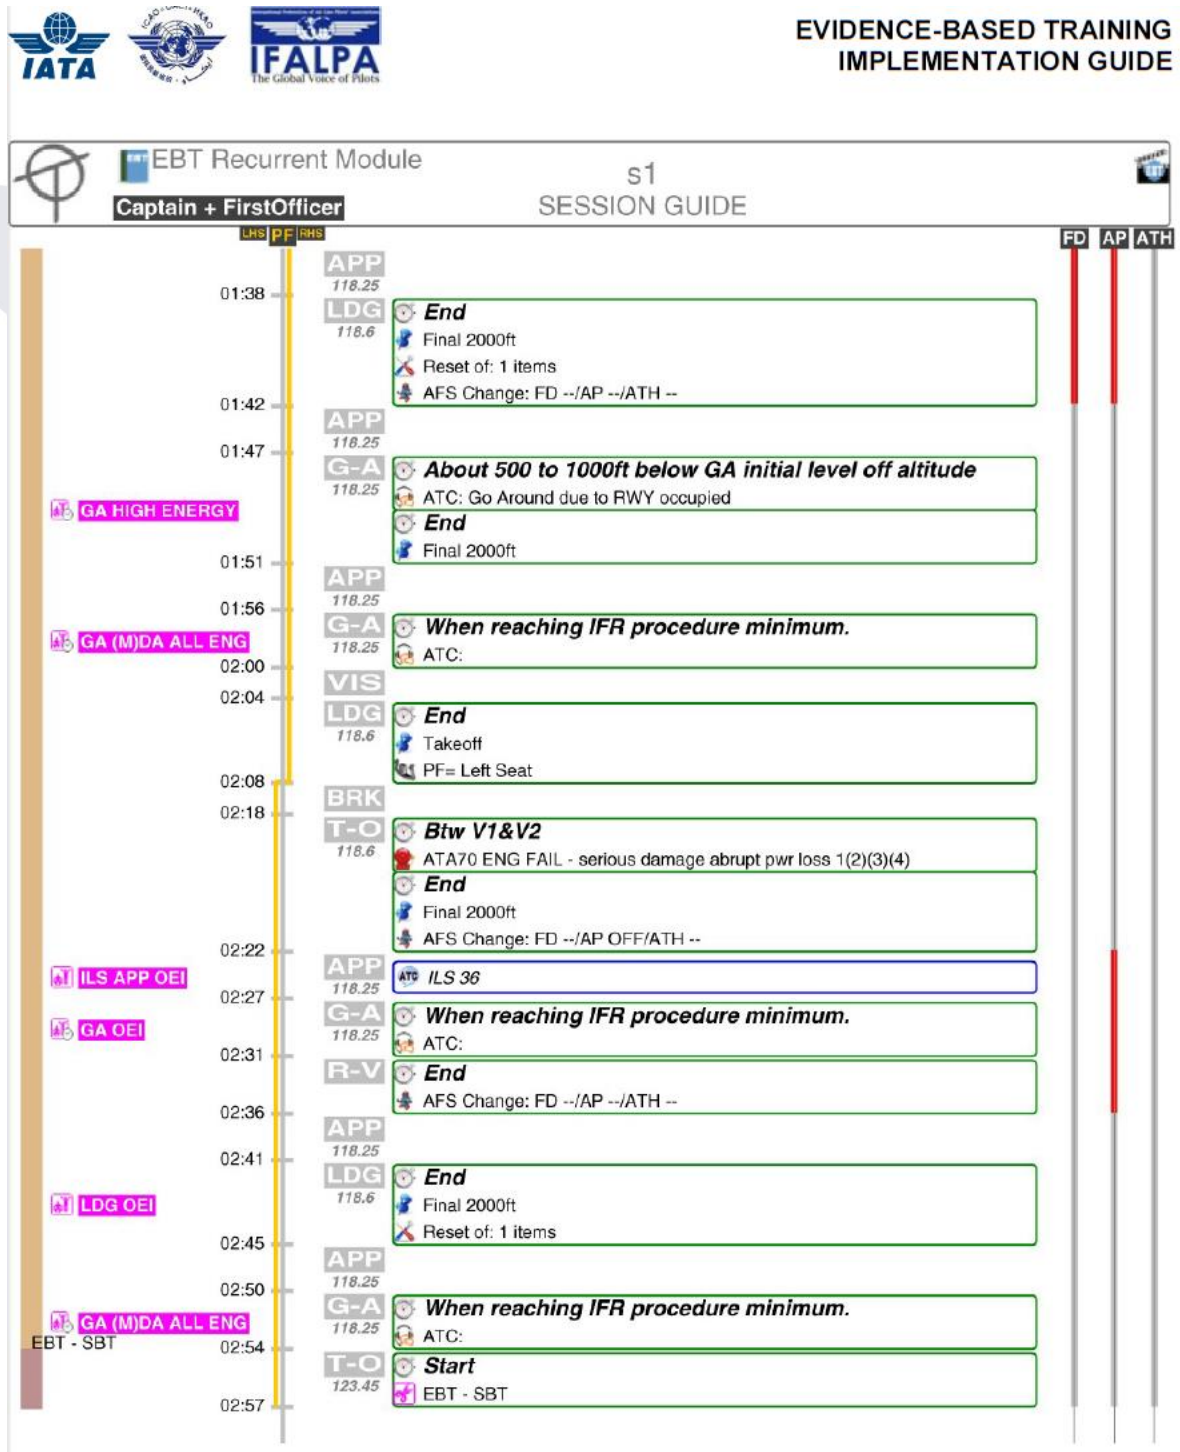 EVIDENCE-BASED TRAINING
IMPLEMENTATION GUIDE
IATA
IFALPA
The Global Voice of Pilots
EBT Recurrent Module
s1
Captain + FirstOfficer
SESSION GUIDE
LHS PF RHS
FD AP ATH
APP
118.25
01:38
LDG
118.6
End
Final 2000ft
Reset of: 1 items
AFS Change: FD --/AP --/ATH --
01:42
APP
118.25
01:47
G-A
118.25
About 500 to 1000ft below GA initial level off altitude
ATC: Go Around due to RWY occupied
GA HIGH ENERGY
End
Final 2000ft
01:51
APP
118.25
01:56
G-A
118.25
When reaching IFR procedure minimum.
GA (M)DA ALL ENG
ATC:
02:00
VIS
02:04
LDG
118.6
End
Takeoff
PF= Left Seat
02:08
BRK
02:18
T-O
118.6
Btw V1&V2
ATA70 ENG FAIL - serious damage abrupt pwr loss 1(2)(3)(4)
End
Final 2000ft
AFS Change: FD --/AP OFF/ATH --
02:22
APP
118.25
ILS APP OEI
ATC ILS 36
02:27
G-A
118.25
When reaching IFR procedure minimum.
GA OEI
ATC:
02:31
R-V
End
AFS Change: FD --/AP --/ATH --
02:36
APP
118.25
02:41
LDG
118.6
End
LDG OEI
Final 2000ft
Reset of: 1 items
02:45
APP
118.25
02:50
G-A
118.25
When reaching IFR procedure minimum.
GA (M)DA ALL ENG
ATC:
EBT - SBT
02:54
T-O
123.45
Start
EBT - SBT
02:57